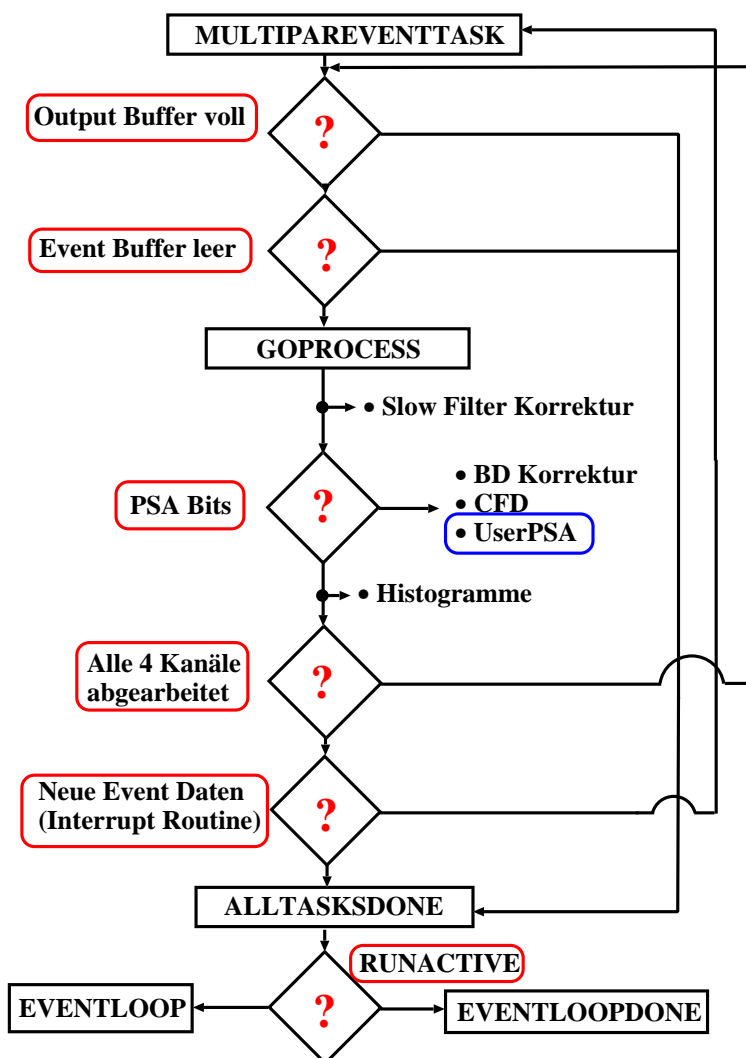 MULTIPAREVENTTASK
Output Buffer voll
?
Event Buffer leer
?
GOPROCESS
• Slow Filter Korrektur
PSA Bits
?
• BD Korrektur
• CFD
• UserPSA
• Histogramme
Alle 4 Kanäle
abgearbeitet
?
Neue Event Daten
(Interrupt Routine)
?
ALLTASKSDONE
RUNACTIVE
EVENTLOOP
?
EVENTLOOPDONE